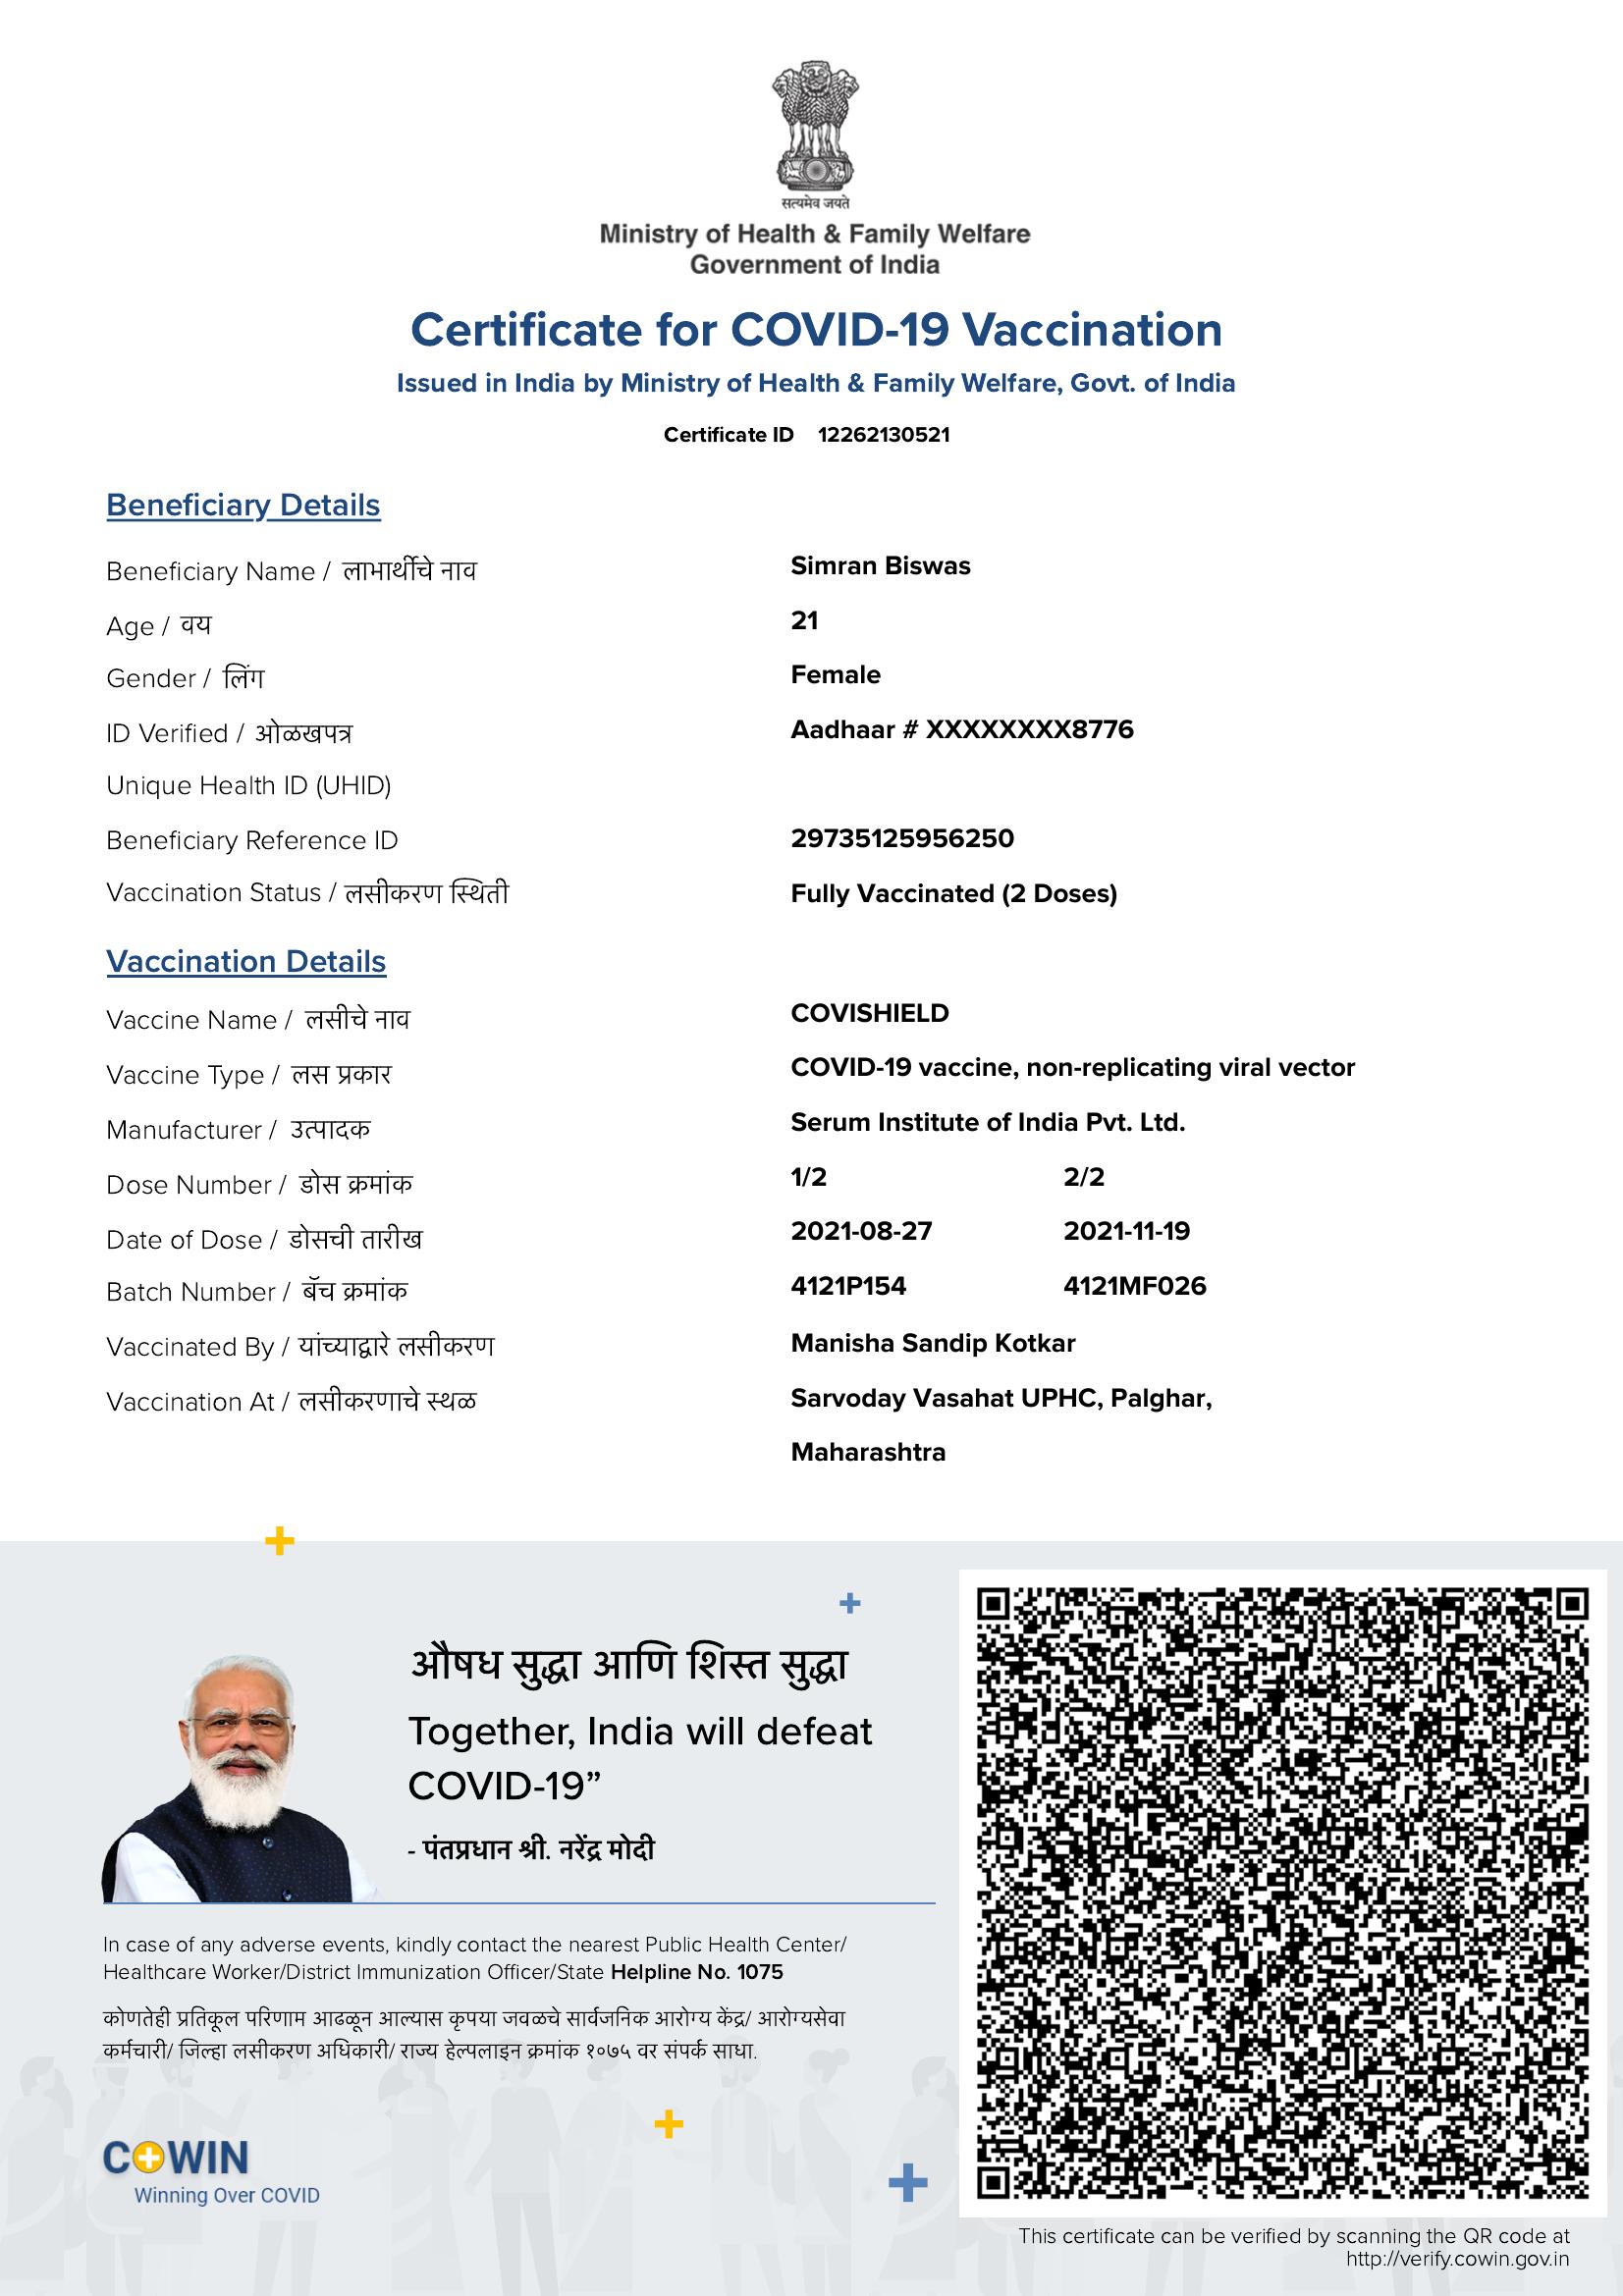 सत्यमेव जयते
Ministry of Health & Family Welfare
Government of India
Certificate for COVID-19 Vaccination
Issued in India by Ministry of Health & Family Welfare, Govt. of India
Certificate ID 12262130521
Beneficiary Details
Beneficiary Name / लाभार्थीचे नाव Simran Biswas
Age / वय 21
Gender / लिंग Female
ID Verified / ओळखपत्र Aadhaar # XXXXXXXX8776
Unique Health ID (UHID)
Beneficiary Reference ID 29735125956250
Vaccination Status / लसीकरण स्थिती Fully Vaccinated (2 Doses)
Vaccination Details
Vaccine Name / लसीचे नाव COVISHIELD
Vaccine Type / लस प्रकार COVID-19 vaccine, non-replicating viral vector
Manufacturer / उत्पादक Serum Institute of India Pvt. Ltd.
Dose Number / डोस क्रमांक 1/2 2/2
Date of Dose / डोसची तारीख 2021-08-27 2021-11-19
Batch Number / बॅच क्रमांक 4121P154 4121MF026
Vaccinated By / यांच्याद्वारे लसीकरण Manisha Sandip Kotkar
Vaccination At / लसीकरणाचे स्थळ Sarvoday Vasahat UPHC, Palghar,
Maharashtra
औषध सुद्धा आणि शिस्त सुद्धा
Together, India will defeat
COVID-19”
- पंतप्रधान श्री. नरेंद्र मोदी
In case of any adverse events, kindly contact the nearest Public Health Center/
Healthcare Worker/District Immunization Officer/State Helpline No. 1075
कोणतेही प्रतिकूल परिणाम आढळून आल्यास कृपया जवळचे सार्वजनिक आरोग्य केंद्र/ आरोग्यसेवा
कर्मचारी/ जिल्हा लसीकरण अधिकारी/ राज्य हेल्पलाइन क्रमांक १०७५ वर संपर्क साधा.
COWIN
Winning Over COVID
This certificate can be verified by scanning the QR code at
http://verify.cowin.gov.in